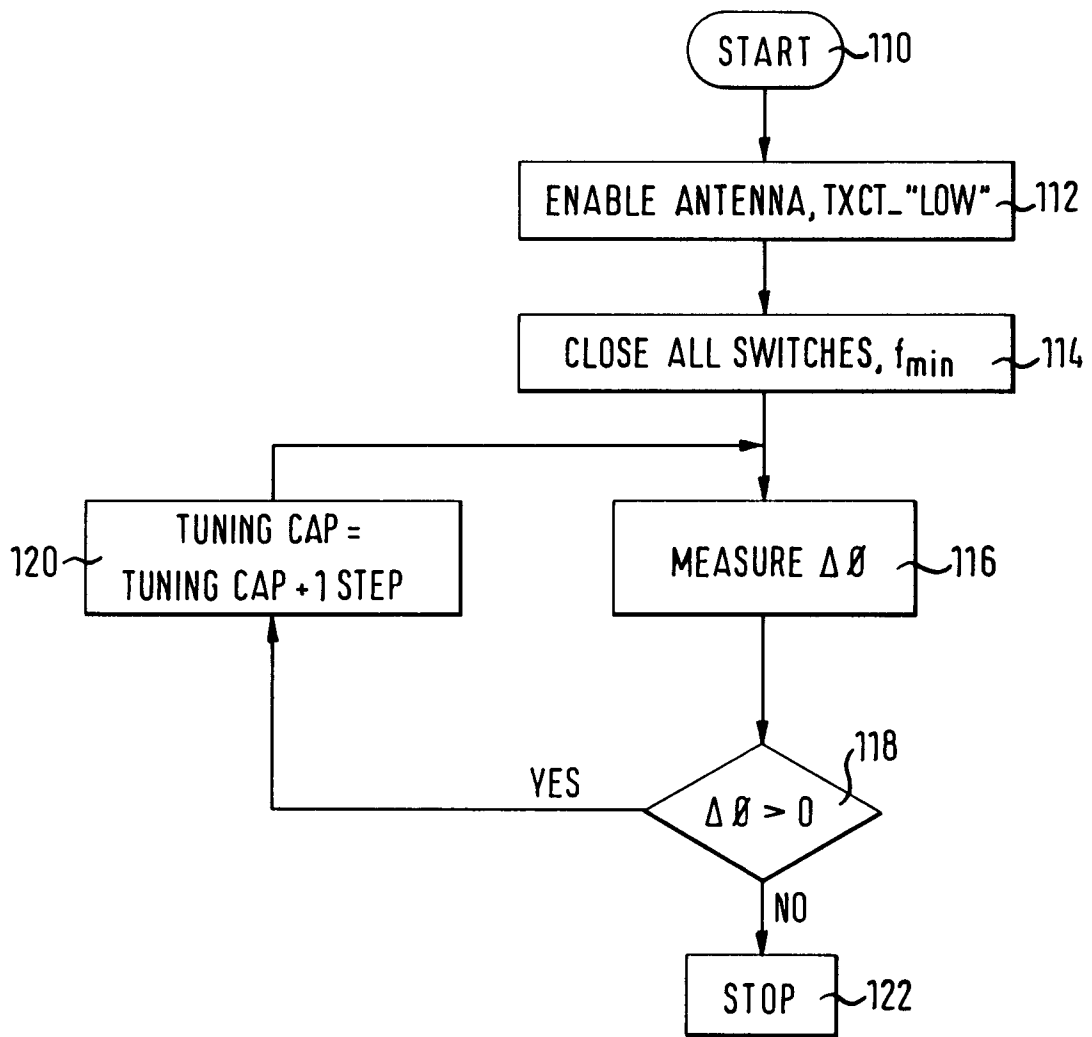 START
110
ENABLE ANTENNA, TXCT_"LOW"
112
CLOSE ALL SWITCHES, fmin
114
120
TUNING CAP =
TUNING CAP + 1 STEP
MEASURE ΔØ
116
118
YES
ΔØ > 0
NO
STOP
122